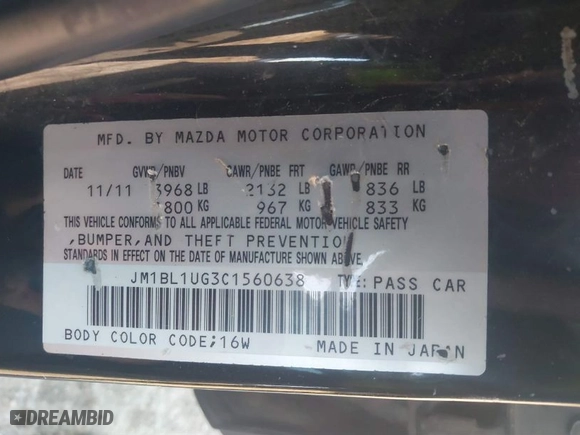 MFD. BY MAZDA MOTOR CORPORATION
DATE GVWR/PNBV GAWR/PNBE FRT GAWR/PNBE RR
11/11 3968 LB 2132 LB 836 LB
800 KG 967 KG 833 KG
THIS VEHICLE CONFORMS TO ALL APPLICABLE FEDERAL MOTOR VEHICLE SAFETY
,BUMPER,AND THEFT PREVENTION
STANDARDS IN EFFECT ON THE DATE OF MANUFACTURE SHOWN ABOVE.
JM1BL1UG3C1560638 TYPE: PASS CAR
BODY COLOR CODE;16W MADE IN JAPAN
DREAMBID